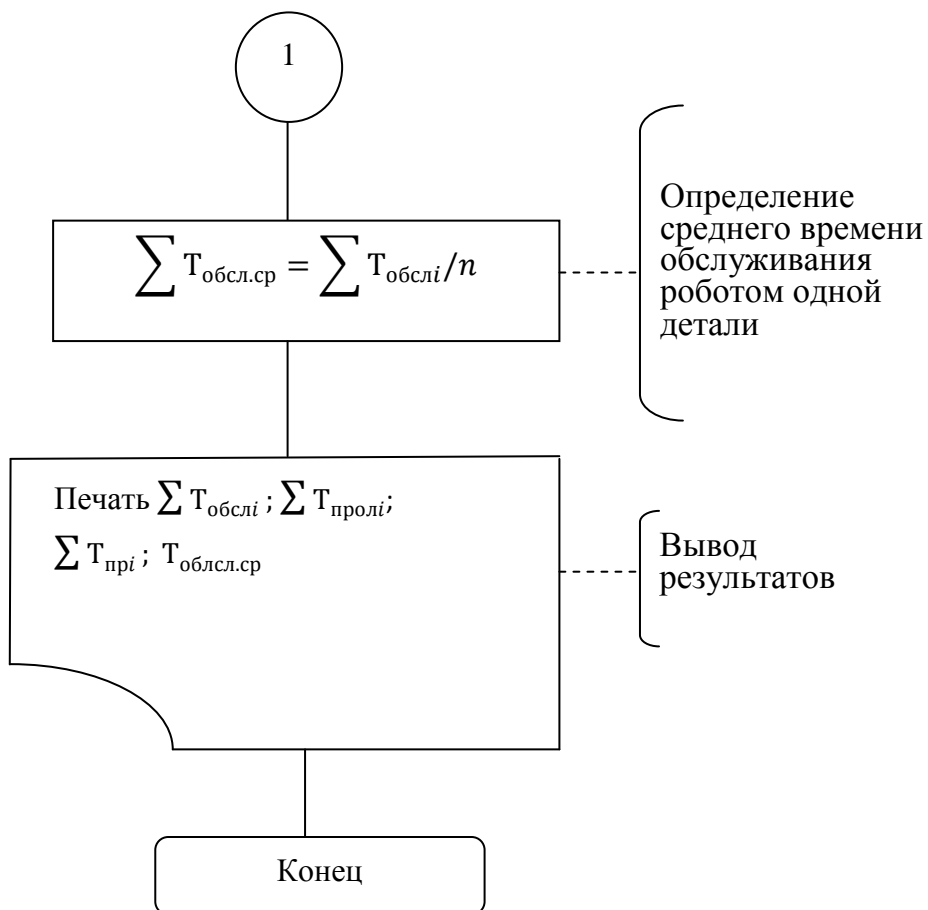 1
∑ Тобсл.ср = ∑ Тобслi/n
Определение
среднего времени
обслуживания
роботом одной
детали
Печать ∑ Тобслi ; ∑ Тпролi;
∑ Тпрi ; Тоблсл.ср
Вывод
результатов
Конец